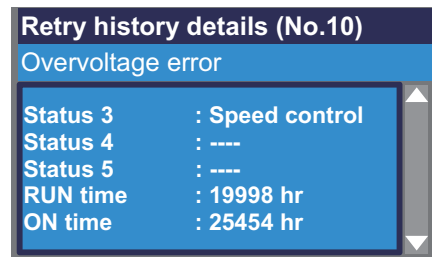 Retry history details (No.10)
Overvoltage error
Status 3 : Speed control
Status 4 : ----
Status 5 : ----
RUN time : 19998 hr
ON time : 25454 hr